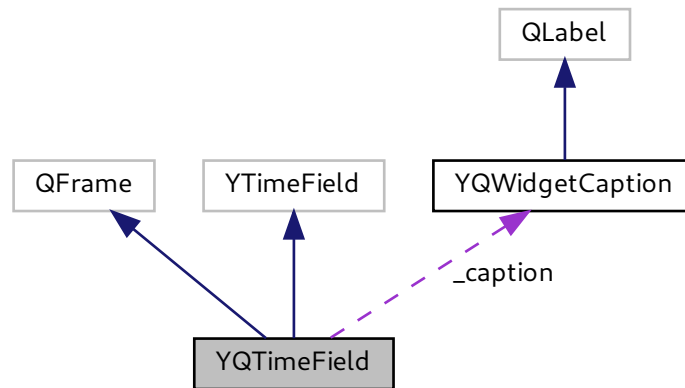 QLabel
QFrame
YTimeField
YQWidgetCaption
_caption
YQTimeField